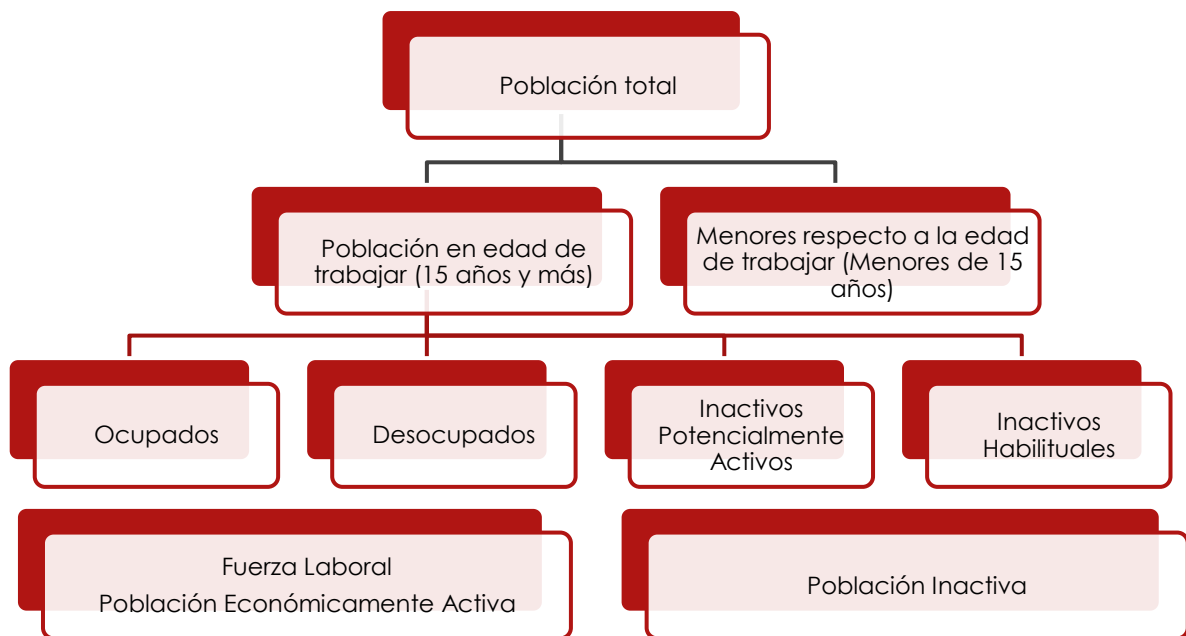 Población total
Población en edad de
trabajar (15 años y más)
Menores respecto a la edad
de trabajar (Menores de 15
años)
Ocupados
Desocupados
Inactivos
Potencialmente
Activos
Inactivos
Habilituales
Fuerza Laboral
Población Económicamente Activa
Población Inactiva